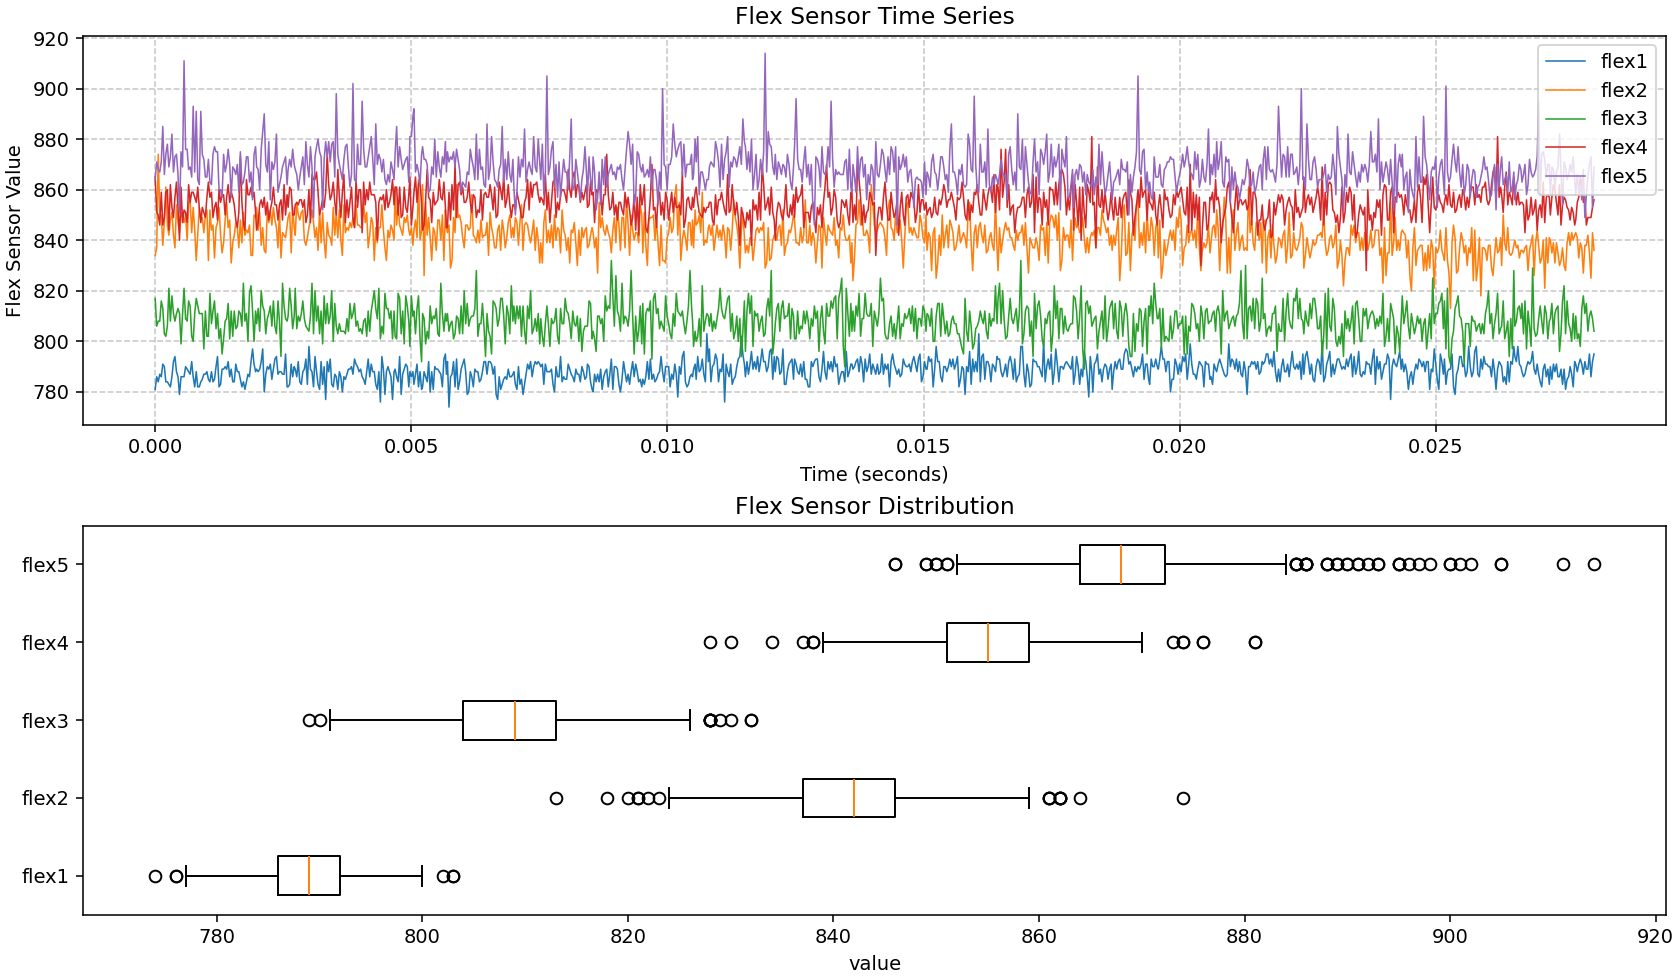 Flex Sensor Time Series
920
900
880
860
840
820
800
780
Flex Sensor Value
flex1
flex2
flex3
flex4
flex5
0.000 0.005 0.010 0.015 0.020 0.025
Time (seconds)
Flex Sensor Distribution
flex5
flex4
flex3
flex2
flex1
780 800 820 840 860 880 900 920
value